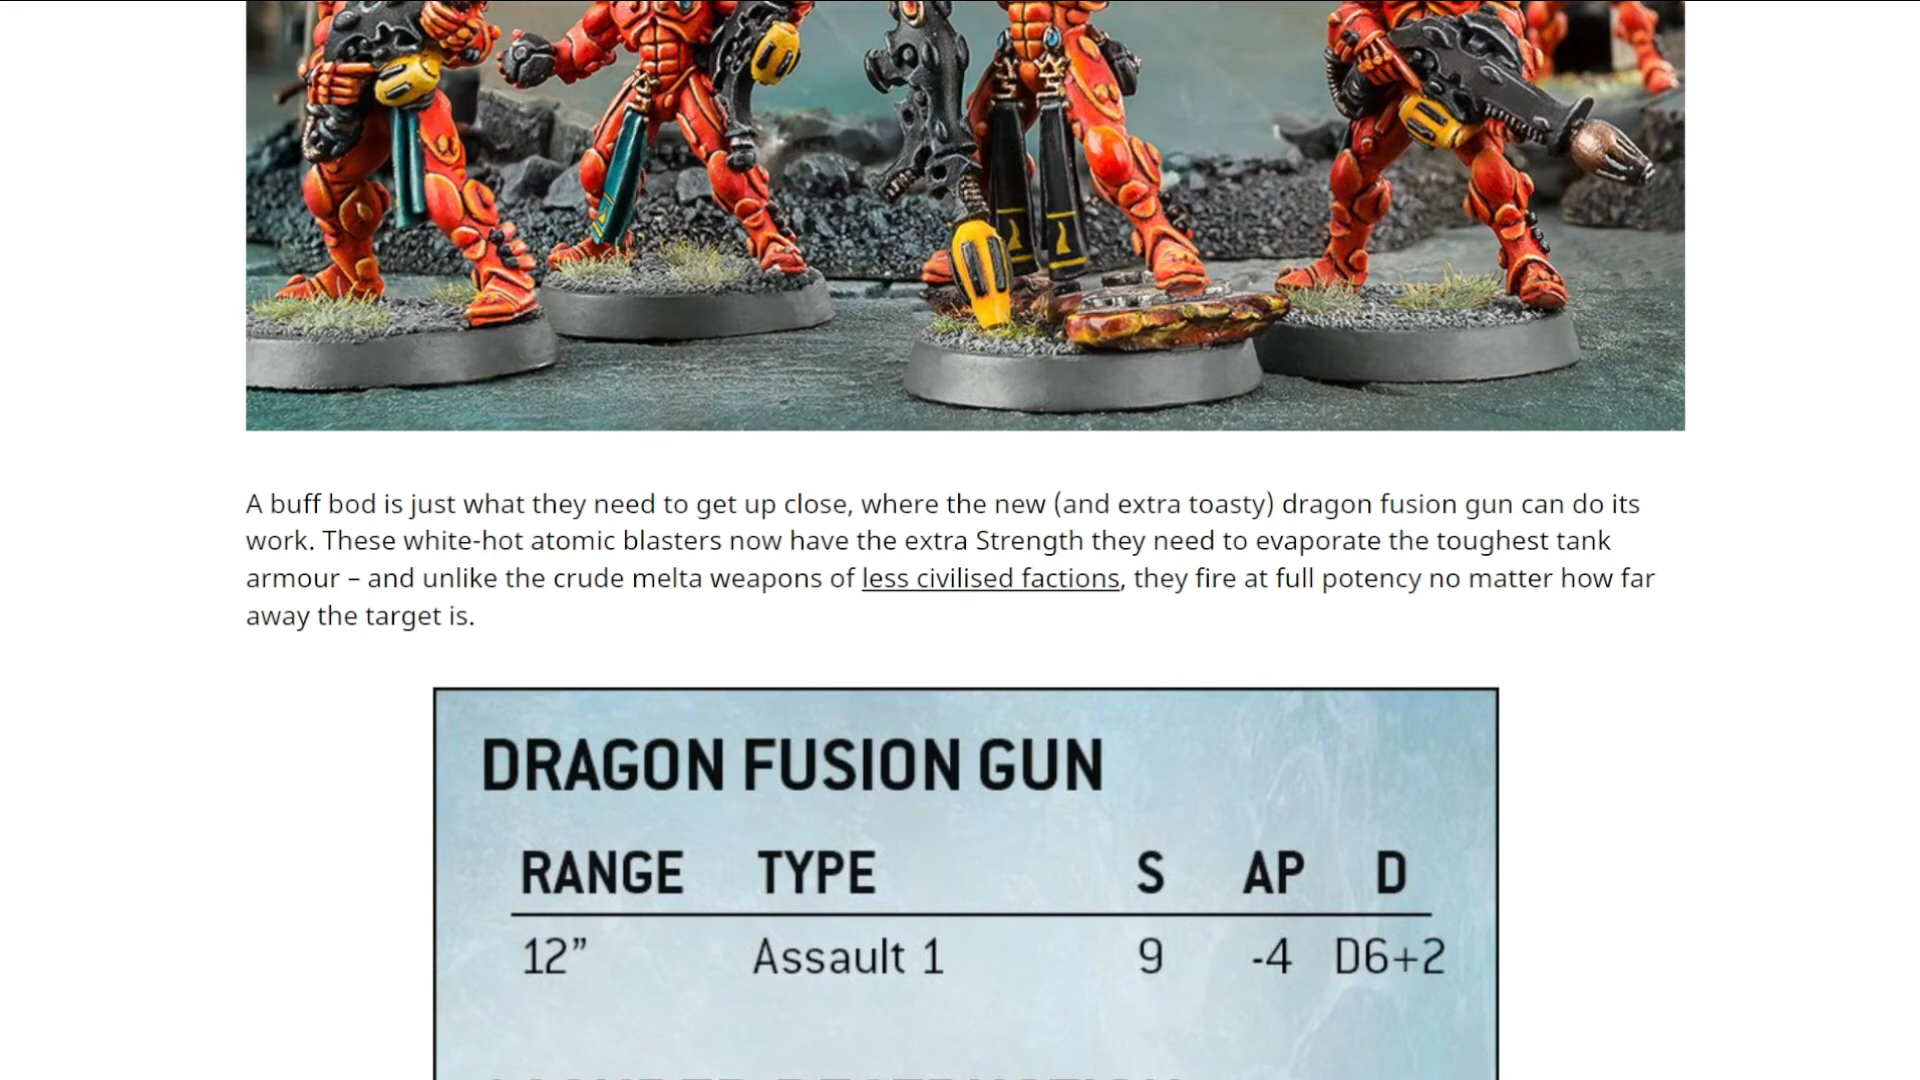 A buff bod is just what they need to get up close, where the new (and extra toasty) dragon fusion gun can do its
work. These white-hot atomic blasters now have the extra Strength they need to evaporate the toughest tank
armour – and unlike the crude melta weapons of less civilised factions, they fire at full potency no matter how far
away the target is.
DRAGON FUSION GUN
RANGE TYPE S AP D
12” Assault 1 9 -4 D6+2